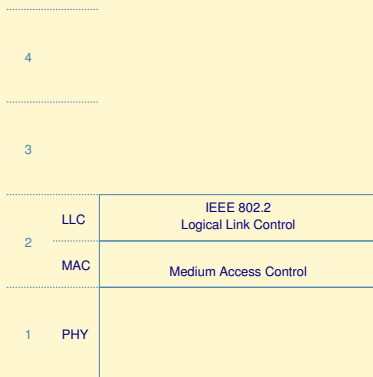 4
3
LLC
IEEE 802.2
Logical Link Control
2
MAC
Medium Access Control
1
PHY